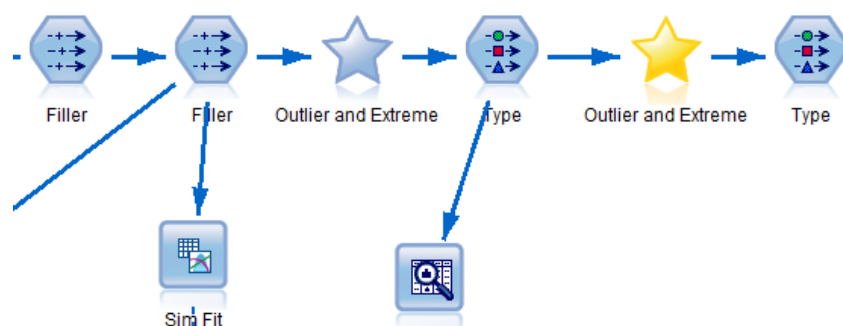 Filler
Filler
Outlier and Extreme
Type
Outlier and Extreme
Type
Sim Fit